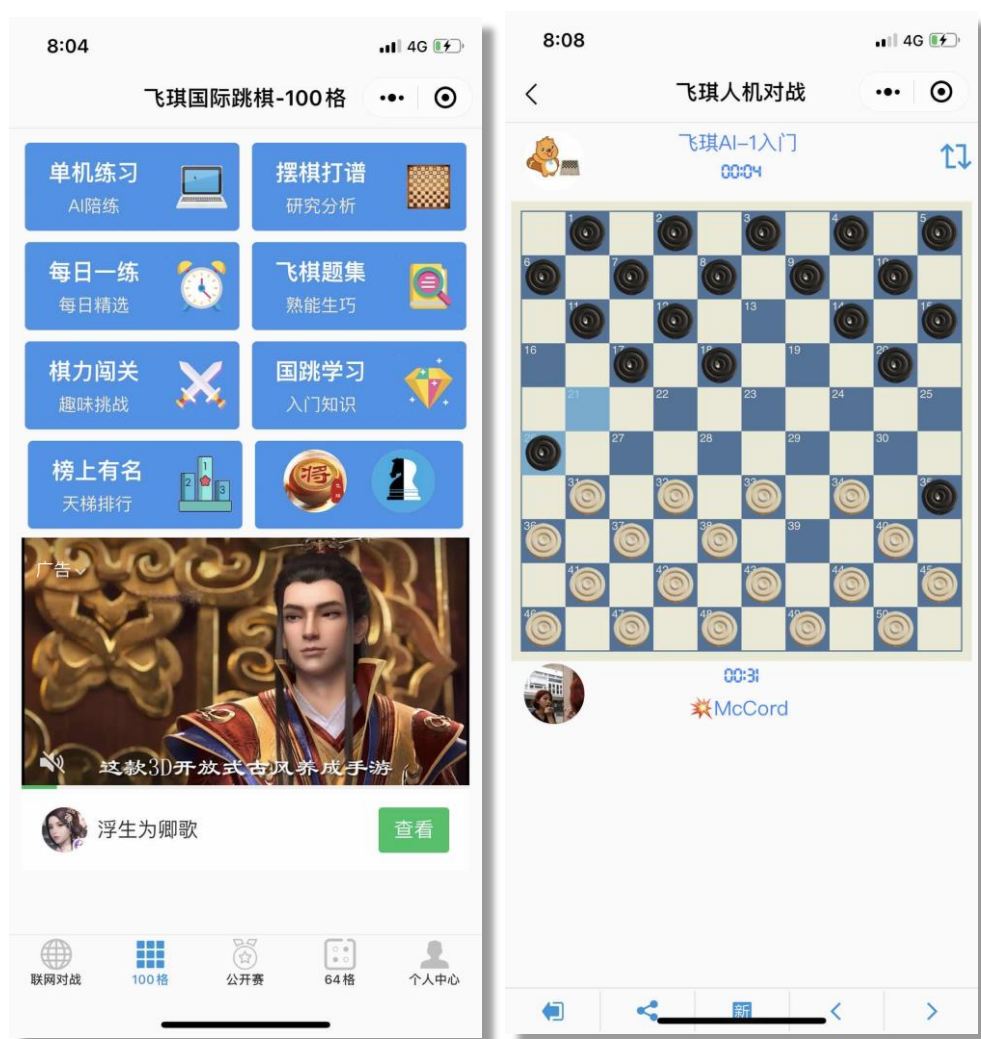 8:04
4G
飞琪国际跳棋-100格
单机练习
AI陪练
摆棋打谱
研究分析
每日一练
每日精选
飞棋题集
熟能生巧
棋力闯关
趣味挑战
国跳学习
入门知识
榜上有名
天梯排行
1
2
3
将
广告
这款3D开放式古风养成手游
浮生为卿歌
查看
联网对战
100格
公开赛
64格
个人中心
8:08
4G
飞琪人机对战
飞琪AI-1入门
00:04
1 2 3 4 5
6 7 8 9 10
11 12 13 14 15
16 17 18 19 20
21 22 23 24 25
26 27 28 29 30
31 32 33 34 35
36 37 38 39 40
41 42 43 44 45
46 47 48 49 50
00:31
McCord
新